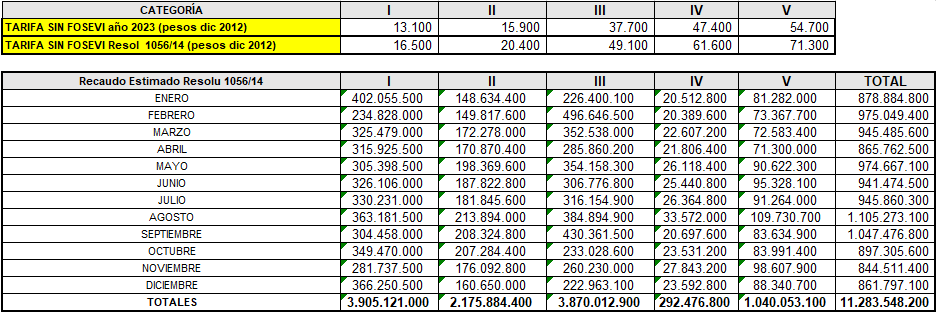 CATEGORÍA I II III IV V
TARIFA SIN FOSEVI año 2023 (pesos dic 2012) 13.100 15.900 37.700 47.400 54.700
TARIFA SIN FOSEVI Resol 1056/14 (pesos dic 2012) 16.500 20.400 49.100 61.600 71.300
Recaudo Estimado Resolu 1056/14 I II III IV V TOTAL
ENERO 402.055.500 148.634.400 226.400.100 20.512.800 81.282.000 878.884.800
FEBRERO 234.828.000 149.817.600 496.646.500 20.389.600 73.367.700 975.049.400
MARZO 325.479.000 172.278.000 352.538.000 22.607.200 72.583.400 945.485.600
ABRIL 315.925.500 170.870.400 285.860.200 21.806.400 71.300.000 865.762.500
MAYO 305.398.500 198.369.600 354.158.300 26.118.400 90.622.300 974.667.100
JUNIO 326.106.000 187.822.800 306.776.800 25.440.800 95.328.100 941.474.500
JULIO 330.231.000 181.845.600 316.154.900 26.364.800 91.264.000 945.860.300
AGOSTO 363.181.500 213.894.000 384.894.900 33.572.000 109.730.700 1.105.273.100
SEPTIEMBRE 304.458.000 208.324.800 430.361.500 20.697.600 83.634.900 1.047.476.800
OCTUBRE 349.470.000 207.284.400 233.028.600 23.531.200 83.991.400 897.305.600
NOVIEMBRE 281.737.500 176.092.800 260.230.000 27.843.200 98.607.900 844.511.400
DICIEMBRE 366.250.500 160.650.000 222.963.100 23.592.800 88.340.700 861.797.100
TOTALES 3.905.121.000 2.175.884.400 3.870.012.900 292.476.800 1.040.053.100 11.283.548.200